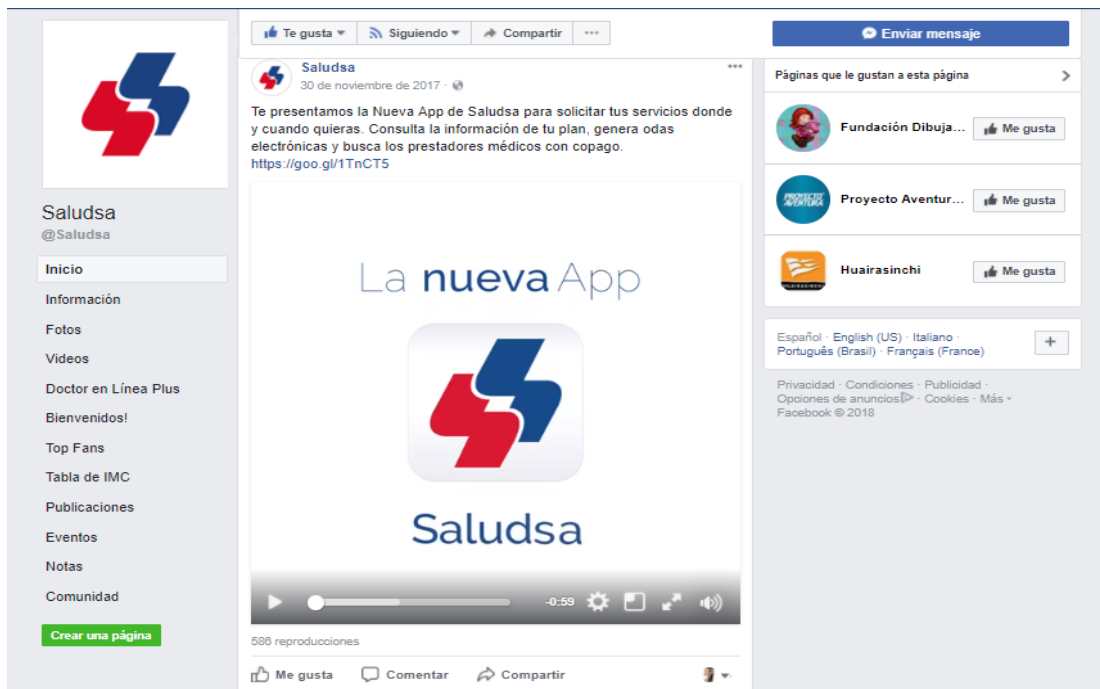 Saludsa
@Saludsa
Inicio
Información
Fotos
Videos
Doctor en Línea Plus
Bienvenidos!
Top Fans
Tabla de IMC
Publicaciones
Eventos
Notas
Comunidad
Crear una página
Te gusta
Siguiendo
Compartir
Saludsa
30 de noviembre de 2017 ·
Te presentamos la Nueva App de Saludsa para solicitar tus servicios donde
y cuando quieras. Consulta la información de tu plan, genera odas
electrónicas y busca los prestadores médicos con copago.
https://goo.gl/1TnCT5
La nueva App
Saludsa
-0:59
586 reproducciones
Me gusta
Comentar
Compartir
Enviar mensaje
Páginas que le gustan a esta página
Fundación Dibuja...
Me gusta
PROYECTO
AVENTURA
Proyecto Aventur...
Me gusta
HUAIRASINCHI
Huairasinchi
Me gusta
Español · English (US) · Italiano ·
Português (Brasil) · Français (France)
Privacidad · Condiciones · Publicidad ·
Opciones de anuncios · Cookies · Más
Facebook © 2018